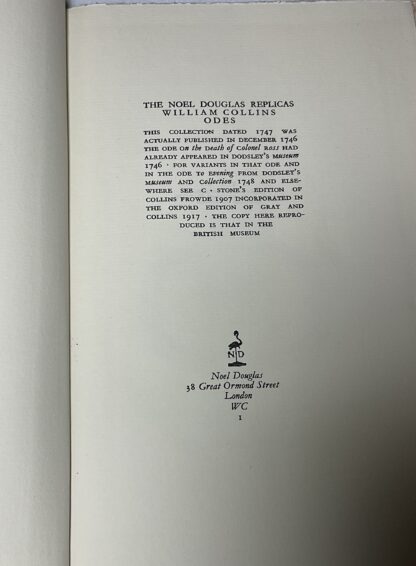 THE NOEL DOUGLAS REPLICAS
WILLIAM COLLINS
ODES
THIS COLLECTION DATED 1747 WAS
ACTUALLY PUBLISHED IN DECEMBER 1746
THE ODE On the Death of Colonel Ross HAD
ALREADY APPEARED IN DODSLEY'S Museum
1746 · FOR VARIANTS IN THAT ODE AND
IN THE ODE To Evening FROM DODSLEY'S
Museum AND Collection 1748 AND ELSE-
WHERE SEE C · STONE'S EDITION OF
COLLINS FROWDE 1907 INCORPORATED IN
THE OXFORD EDITION OF GRAY AND
COLLINS 1917 · THE COPY HERE REPRO-
DUCED IS THAT IN THE
BRITISH MUSEUM
N D
Noel Douglas
38 Great Ormond Street
London
WC
1